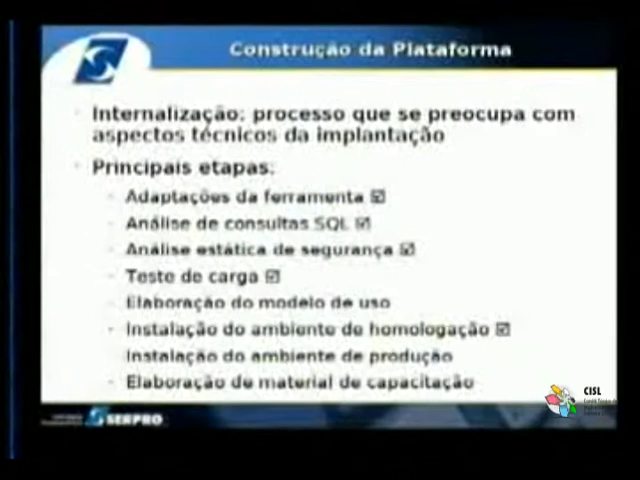 Construção da Plataforma
Internalização: processo que se preocupa com
aspectos técnicos da implantação
Principais etapas:
Adaptações da ferramenta ☑
Análise de consultas SQL ☑
Análise estática de segurança ☑
Teste de carga ☑
Elaboração do modelo de uso
Instalação do ambiente de homologação ☑
Instalação do ambiente de produção
Elaboração de material de capacitação
SERPRO
CISL